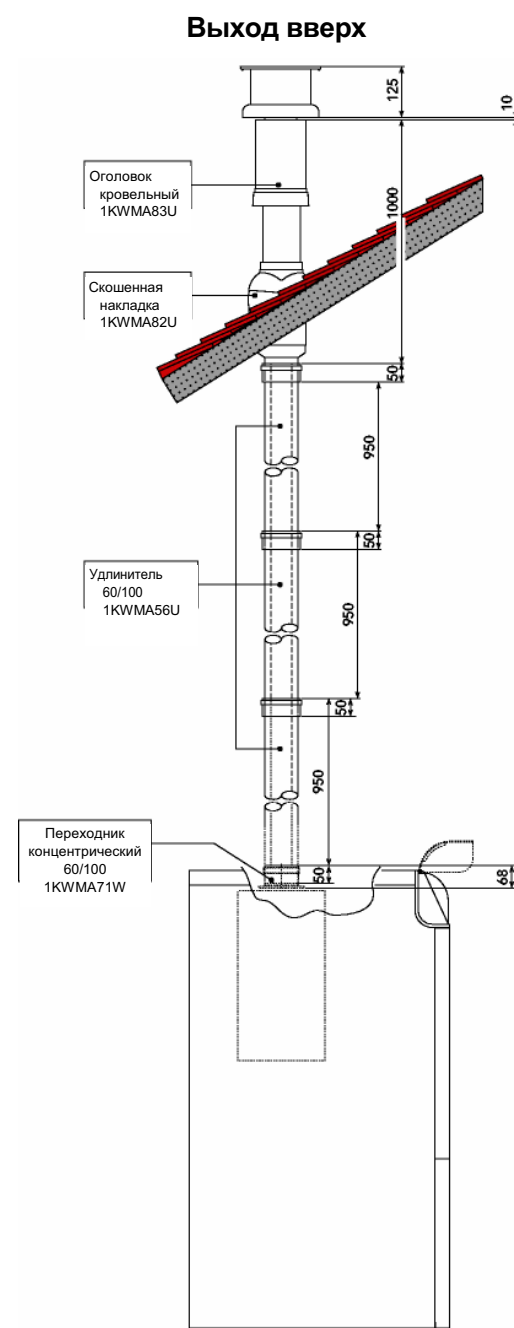 Выход вверх
125
10
Оголовок
кровельный
1KWMA83U
1000
Скошенная
накладка
1KWMA82U
50
950
50
Удлинитель
60/100
1KWMA56U
950
50
950
Переходник
концентрический
60/100
1KWMA71W
50
68